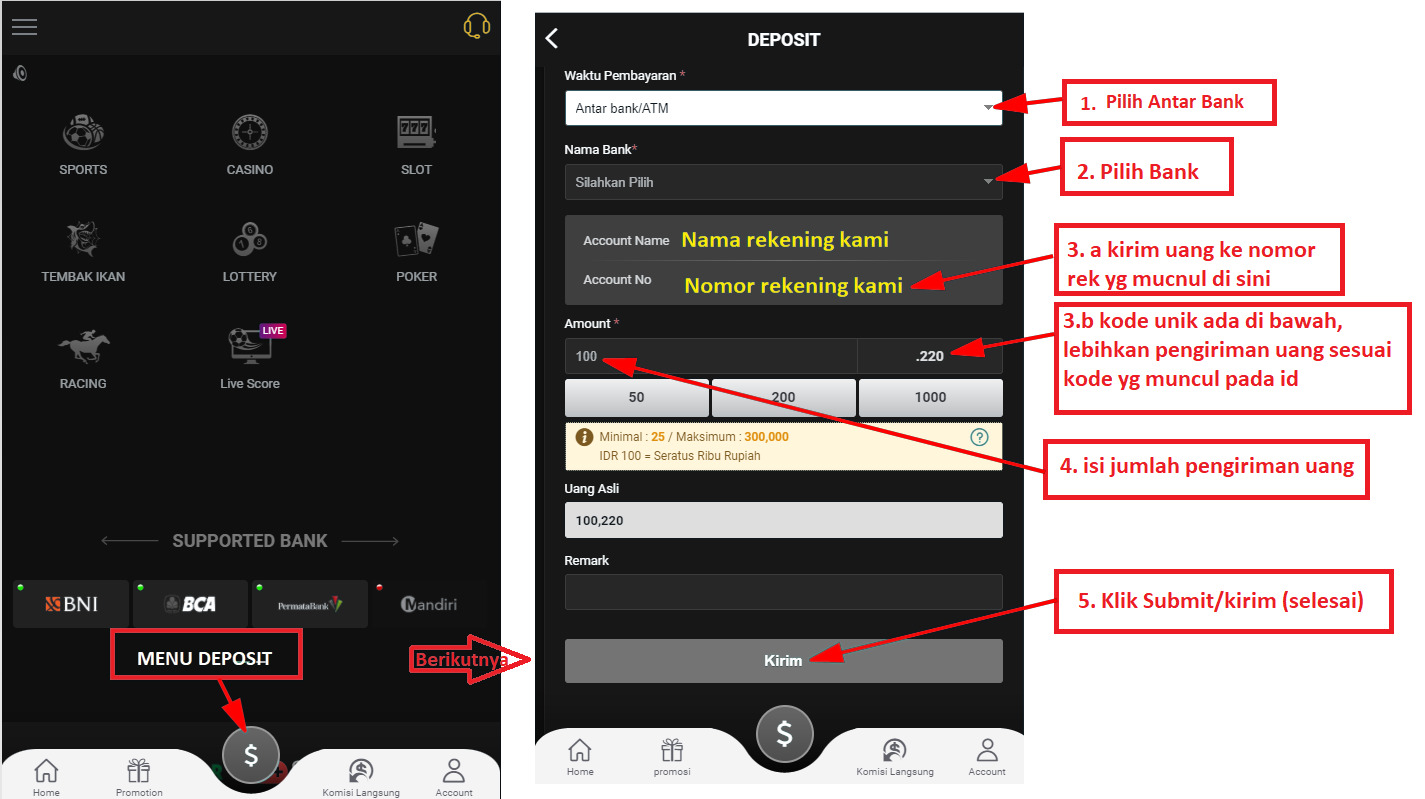 SPORTS
CASINO
SLOT
TEMBAK IKAN
LOTTERY
POKER
RACING
LIVE
Live Score
SUPPORTED BANK
BNI
BCA
PermataBank
Mandiri
MENU DEPOSIT
$
Home
Promotion
Komisi Langsung
Account
Berikutnya
DEPOSIT
Waktu Pembayaran *
Antar bank/ATM
1. Pilih Antar Bank
Nama Bank*
Silahkan Pilih
2. Pilih Bank
Account Name Nama rekening kami
Account No Nomor rekening kami
3. a kirim uang ke nomor
rek yg mucnul di sini
Amount *
100 .220
3.b kode unik ada di bawah,
lebihkan pengiriman uang sesuai
kode yg muncul pada id
50 200 1000
Minimal : 25 / Maksimum : 300,000
IDR 100 = Seratus Ribu Rupiah
4. isi jumlah pengiriman uang
Uang Asli
100,220
Remark
5. Klik Submit/kirim (selesai)
Kirim
$
Home
promosi
Komisi Langsung
Account